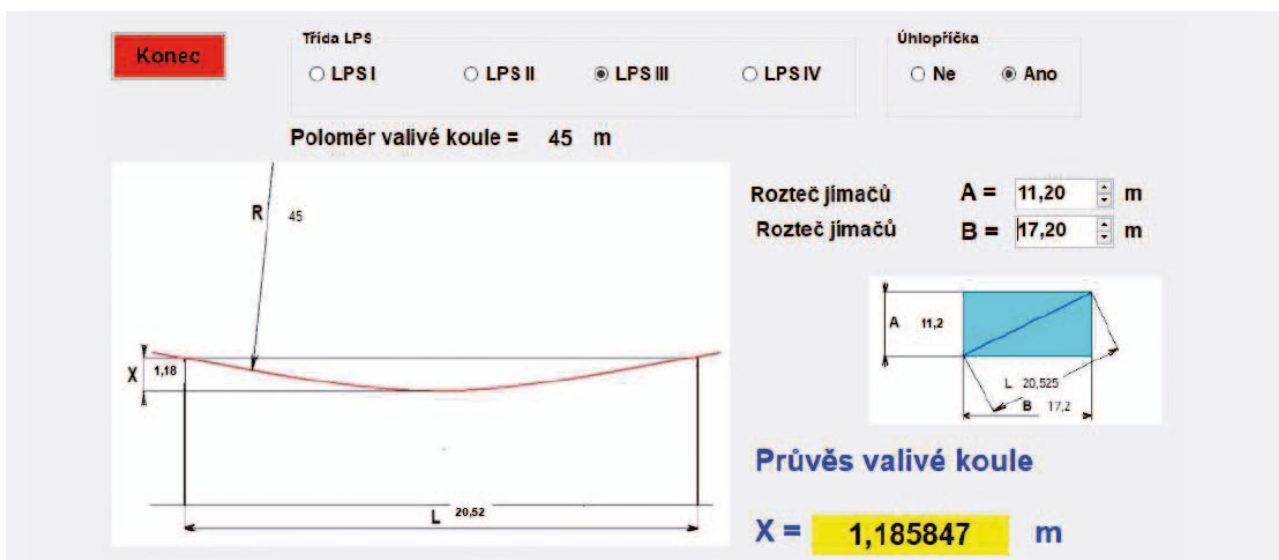 Konec
Třída LPS
LPS I LPS II LPS III LPS IV
Úhlopříčka
Ne Ano
Poloměr valivé koule = 45 m
R 45
X 1,18
L 20,52
Rozteč jímačů A = 11,20 m
Rozteč jímačů B = 17,20 m
A 11,2
L 20,525
B 17,2
Průvěs valivé koule
X = 1,185847 m